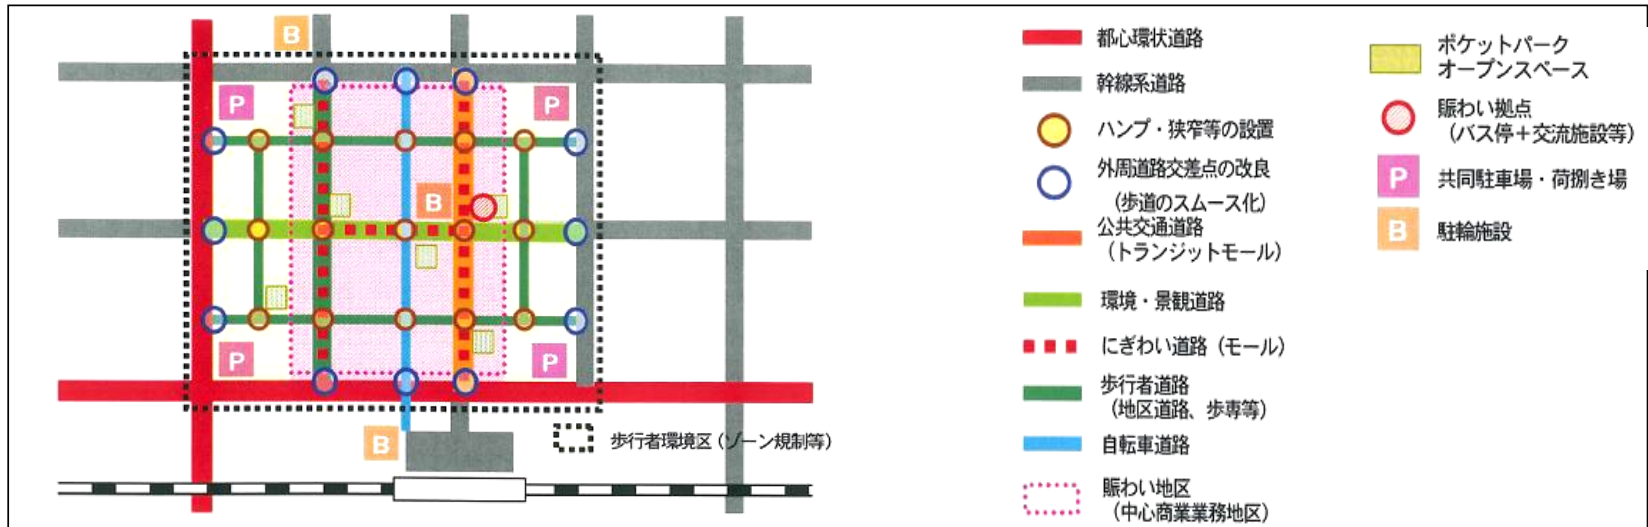 B
P
P
B
P
P
B
歩行者環境区（ゾーン規制等）
都心環状道路
幹線系道路
ハンプ・狭窄等の設置
外周道路交差点の改良
（歩道のスムース化）
公共交通道路
（トランジットモール）
環境・景観道路
にぎわい道路（モール）
歩行者道路
（地区道路、歩専等）
自転車道路
賑わい地区
（中心商業業務地区）
ポケットパーク
オープンスペース
賑わい拠点
（バス停＋交流施設等）
P
共同駐車場・荷捌き場
B
駐輪施設